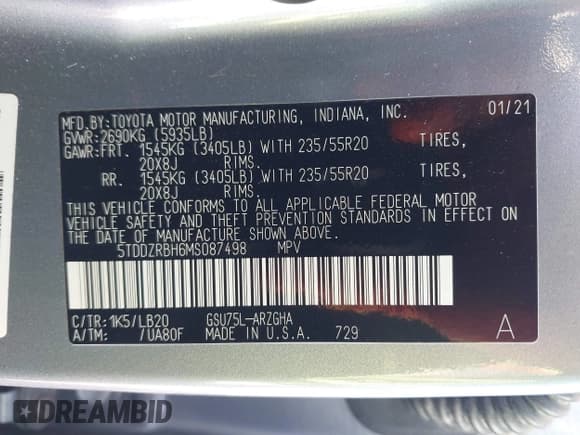 MFD.BY:TOYOTA MOTOR MANUFACTURING, INDIANA, INC. 01/21
GVWR:2690KG (5935LB)
GAWR:FRT. 1545KG (3405LB) WITH 235/55R20 TIRES,
20X8J RIMS.
RR. 1545KG (3405LB) WITH 235/55R20 TIRES,
20X8J RIMS.
THIS VEHICLE CONFORMS TO ALL APPLICABLE FEDERAL MOTOR
VEHICLE SAFETY AND THEFT PREVENTION STANDARDS IN EFFECT ON
THE DATE OF MANUFACTURE SHOWN ABOVE.
5TDDZRBH6MS087498 MPV
C/TR:1K5/LB20 GSU75L-ARZGHA
A/TM: 7UA80F MADE IN U.S.A. 729 A
DREAMBID